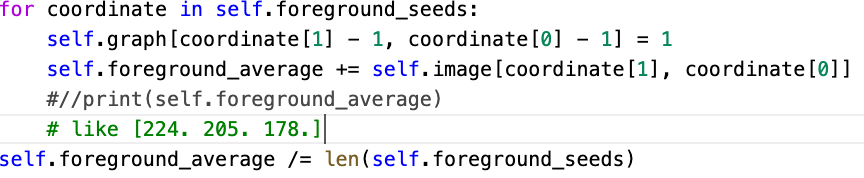 for coordinate in self.foreground_seeds:
    self.graph[coordinate[1] - 1, coordinate[0] - 1] = 1
    self.foreground_average += self.image[coordinate[1], coordinate[0]]
    #//print(self.foreground_average)
    # like [224. 205. 178.]
self.foreground_average /= len(self.foreground_seeds)